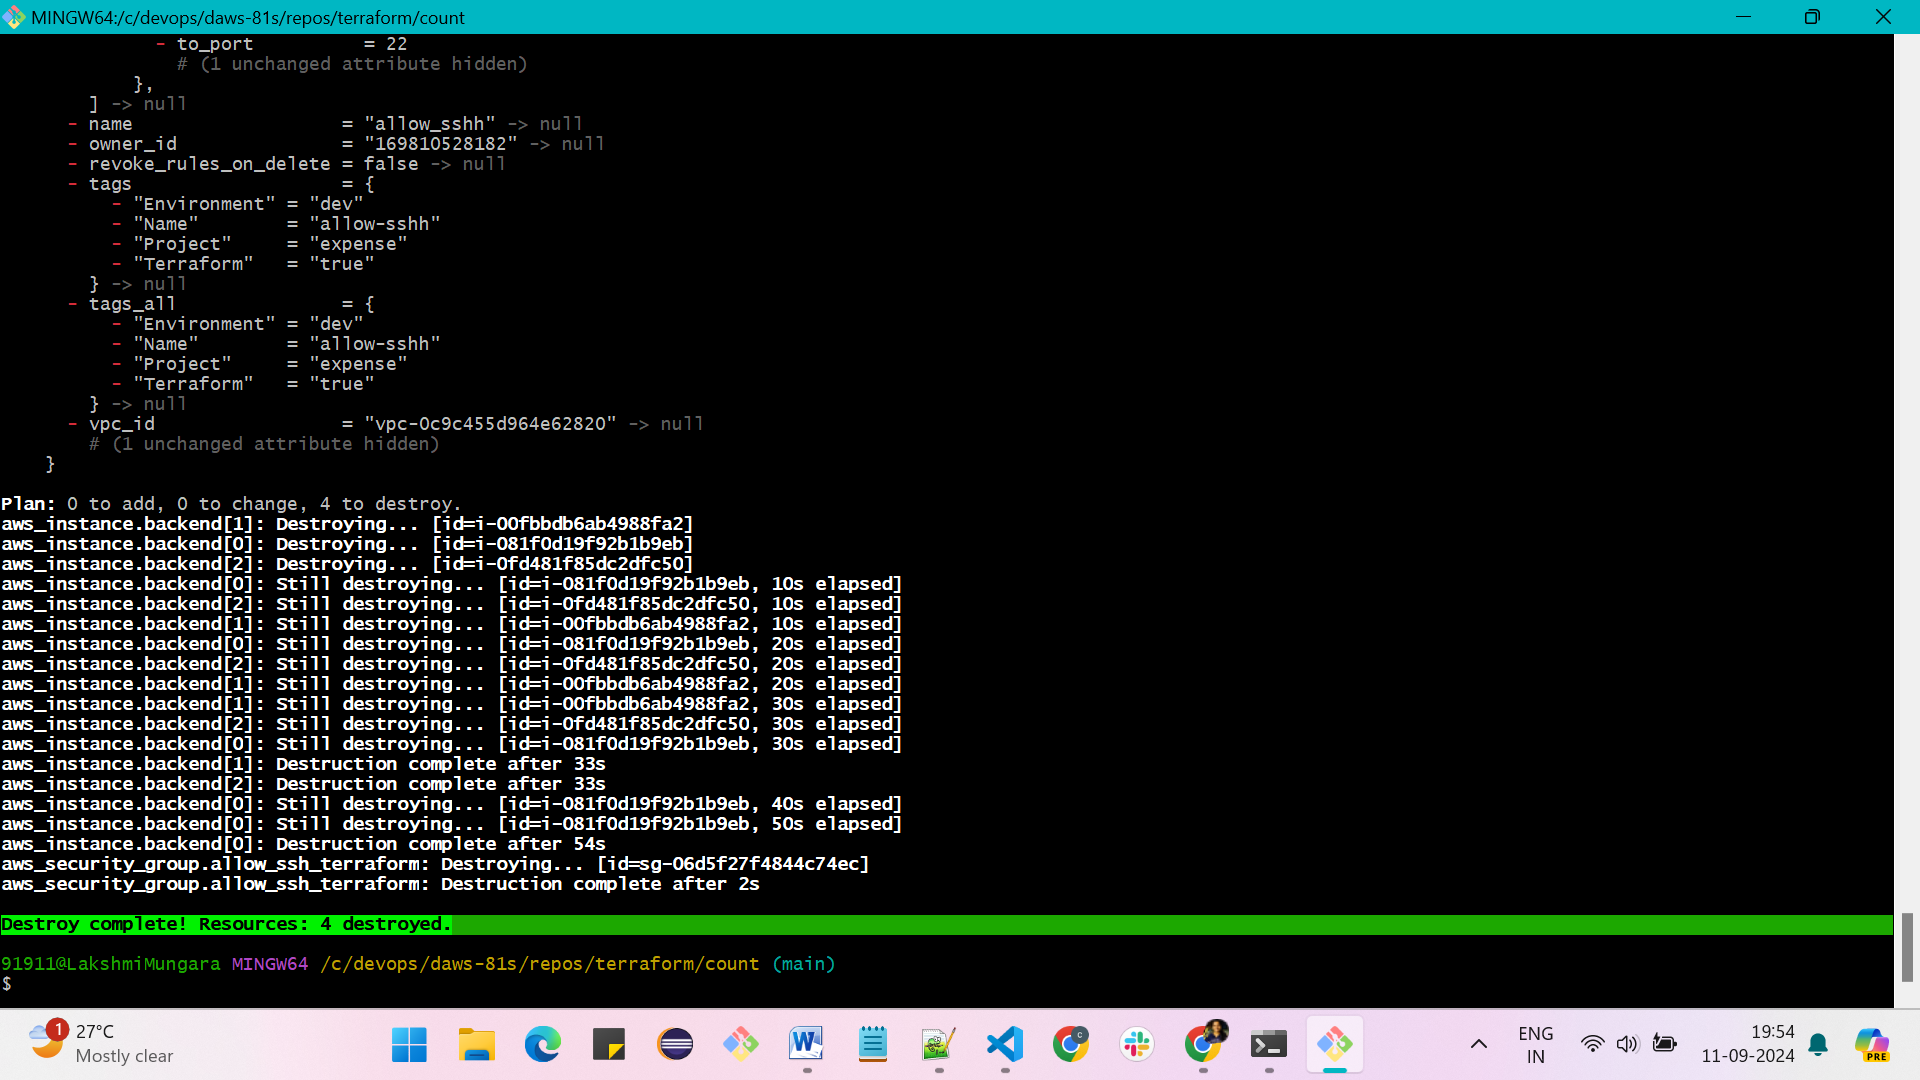 MINGW64:/c/devops/daws-81s/repos/terraform/count
- to_port          = 22
# (1 unchanged attribute hidden)
},
] -> null
- name                   = "allow_sshh" -> null
- owner_id               = "169810528182" -> null
- revoke_rules_on_delete = false -> null
- tags                   = {
- "Environment" = "dev"
- "Name"        = "allow-sshh"
- "Project"     = "expense"
- "Terraform"   = "true"
} -> null
- tags_all               = {
- "Environment" = "dev"
- "Name"        = "allow-sshh"
- "Project"     = "expense"
- "Terraform"   = "true"
} -> null
- vpc_id                 = "vpc-0c9c455d964e62820" -> null
# (1 unchanged attribute hidden)
}
Plan: 0 to add, 0 to change, 4 to destroy.
aws_instance.backend[1]: Destroying... [id=i-00fbbdb6ab4988fa2]
aws_instance.backend[0]: Destroying... [id=i-081f0d19f92b1b9eb]
aws_instance.backend[2]: Destroying... [id=i-0fd481f85dc2dfc50]
aws_instance.backend[0]: Still destroying... [id=i-081f0d19f92b1b9eb, 10s elapsed]
aws_instance.backend[2]: Still destroying... [id=i-0fd481f85dc2dfc50, 10s elapsed]
aws_instance.backend[1]: Still destroying... [id=i-00fbbdb6ab4988fa2, 10s elapsed]
aws_instance.backend[0]: Still destroying... [id=i-081f0d19f92b1b9eb, 20s elapsed]
aws_instance.backend[2]: Still destroying... [id=i-0fd481f85dc2dfc50, 20s elapsed]
aws_instance.backend[1]: Still destroying... [id=i-00fbbdb6ab4988fa2, 20s elapsed]
aws_instance.backend[1]: Still destroying... [id=i-00fbbdb6ab4988fa2, 30s elapsed]
aws_instance.backend[2]: Still destroying... [id=i-0fd481f85dc2dfc50, 30s elapsed]
aws_instance.backend[0]: Still destroying... [id=i-081f0d19f92b1b9eb, 30s elapsed]
aws_instance.backend[1]: Destruction complete after 33s
aws_instance.backend[2]: Destruction complete after 33s
aws_instance.backend[0]: Still destroying... [id=i-081f0d19f92b1b9eb, 40s elapsed]
aws_instance.backend[0]: Still destroying... [id=i-081f0d19f92b1b9eb, 50s elapsed]
aws_instance.backend[0]: Destruction complete after 54s
aws_security_group.allow_ssh_terraform: Destroying... [id=sg-06d5f27f4844c74ec]
aws_security_group.allow_ssh_terraform: Destruction complete after 2s
Destroy complete! Resources: 4 destroyed.
91911@LakshmiMungara MINGW64 /c/devops/daws-81s/repos/terraform/count (main)
$
1
27°C
Mostly clear
W
C
ENG
IN
19:54
11-09-2024
PRE